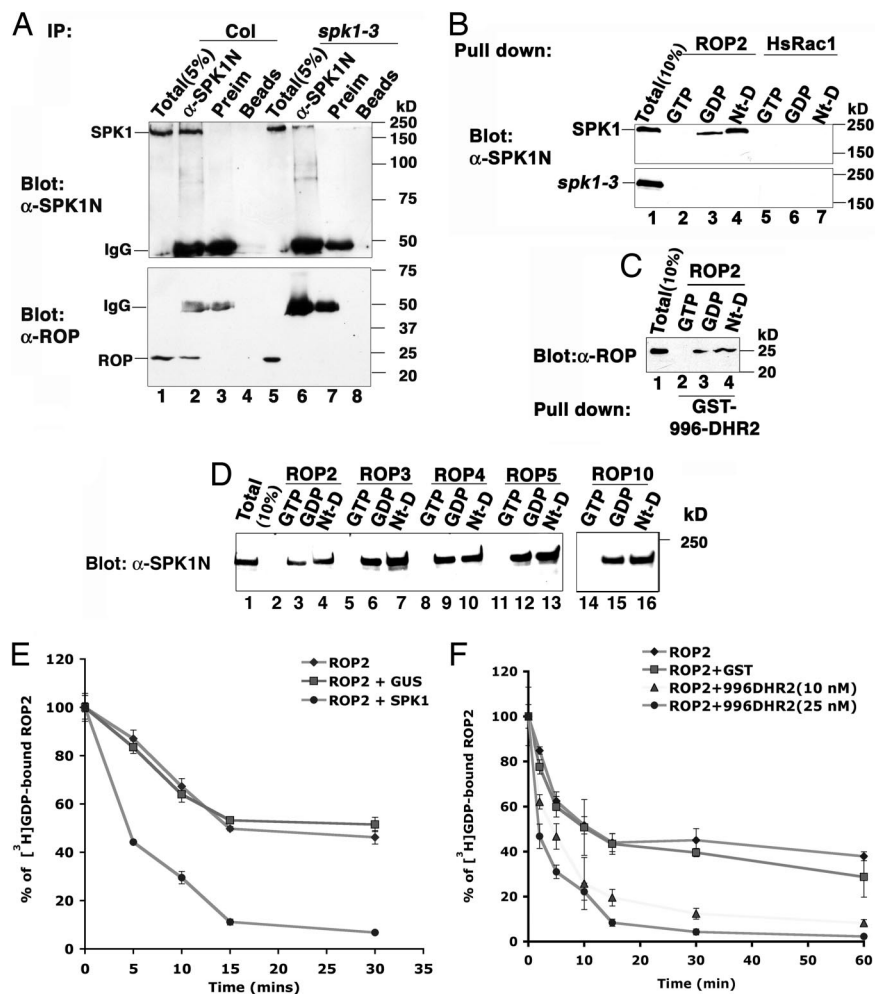 A
IP:
Col
spk1-3
Total(5%)
α-SPK1N
Preim
Beads
Total(5%)
α-SPK1N
Preim
Beads
kD
SPK1
250
150
100
Blot:
α-SPK1N
75
IgG
50
75
IgG
50
Blot:
α-ROP
37
ROP
25
20
1 2 3 4 5 6 7 8
B
Pull down:
ROP2
HsRac1
Total(10%)
GTP
GDP
Nt-D
GTP
GDP
Nt-D
kD
SPK1
250
Blot:
α-SPK1N
150
spk1-3
250
150
1 2 3 4 5 6 7
C
ROP2
Total(10%)
GTP
GDP
Nt-D
kD
Blot:α-ROP
25
20
1 2 3 4
Pull down:
GST-
996-DHR2
D
ROP2 ROP3 ROP4 ROP5 ROP10
Total
(10%)
GTP
GDP
Nt-D
GTP
GDP
Nt-D
GTP
GDP
Nt-D
GTP
GDP
Nt-D
GTP
GDP
Nt-D
kD
250
Blot: α-SPK1N
1 2 3 4 5 6 7 8 9 10 11 12 13 14 15 16
E
ROP2
ROP2 + GUS
ROP2 + SPK1
% of [³H]GDP-bound ROP2
120
100
80
60
40
20
0
0 5 10 15 20 25 30 35
Time (mins)
F
ROP2
ROP2+GST
ROP2+996DHR2(10 nM)
ROP2+996DHR2(25 nM)
% of [³H]GDP-bound ROP2
120
100
80
60
40
20
0
0 10 20 30 40 50 60
Time (min)